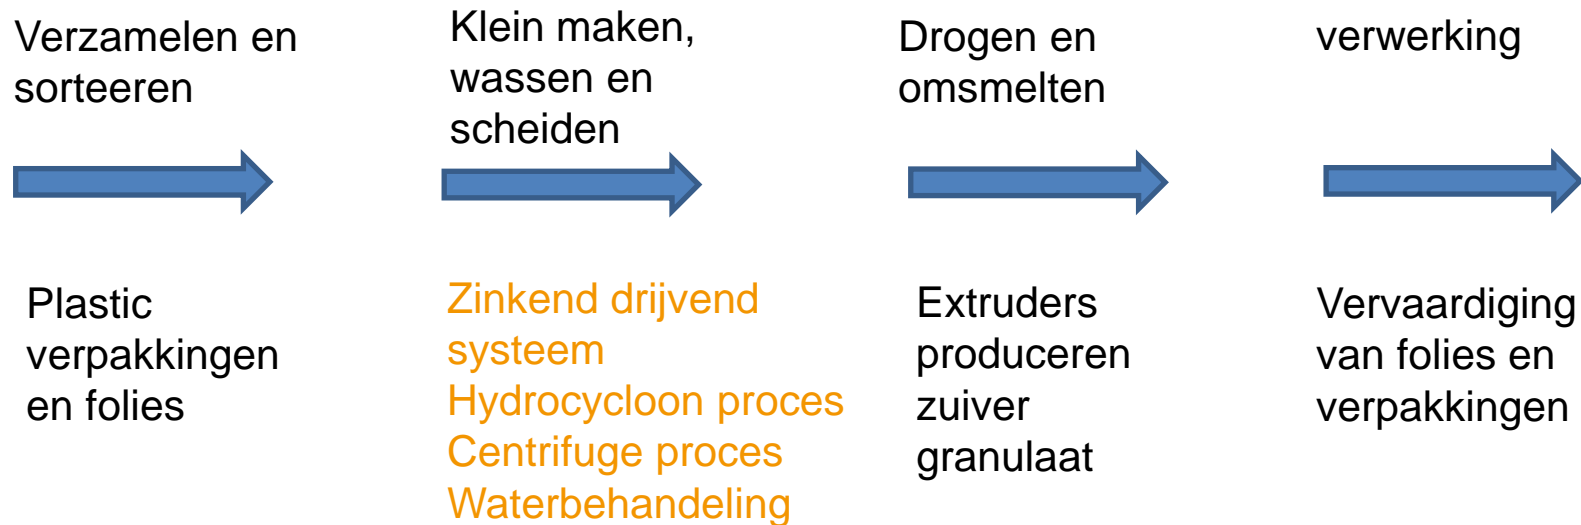 Verzamelen en
sorteeren
Klein maken,
wassen en
scheiden
Drogen en
omsmelten
verwerking
Plastic
verpakkingen
en folies
Zinkend drijvend
systeem
Hydrocycloon proces
Centrifuge proces
Waterbehandeling
Extruders
produceren
zuiver
granulaat
Vervaardiging
van folies en
verpakkingen